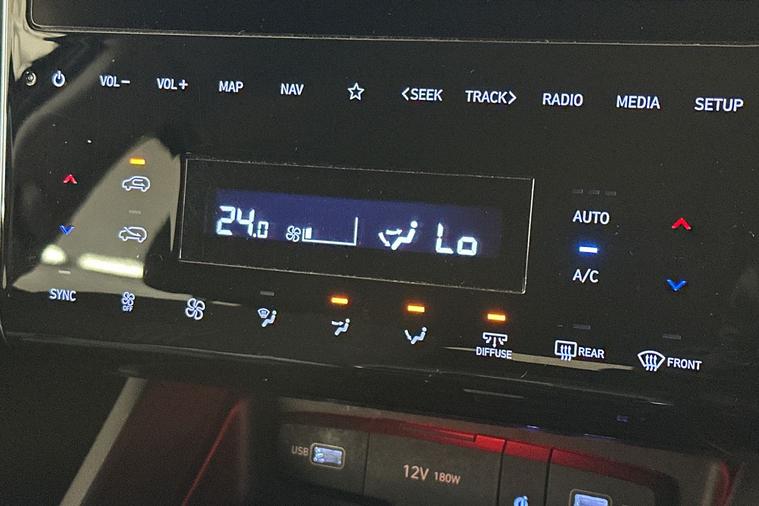 VOL− VOL+ MAP NAV <SEEK TRACK> RADIO MEDIA SETUP
24.0 Lo
AUTO
A/C
SYNC
OFF
DIFFUSE
REAR
FRONT
USB
12V 180W